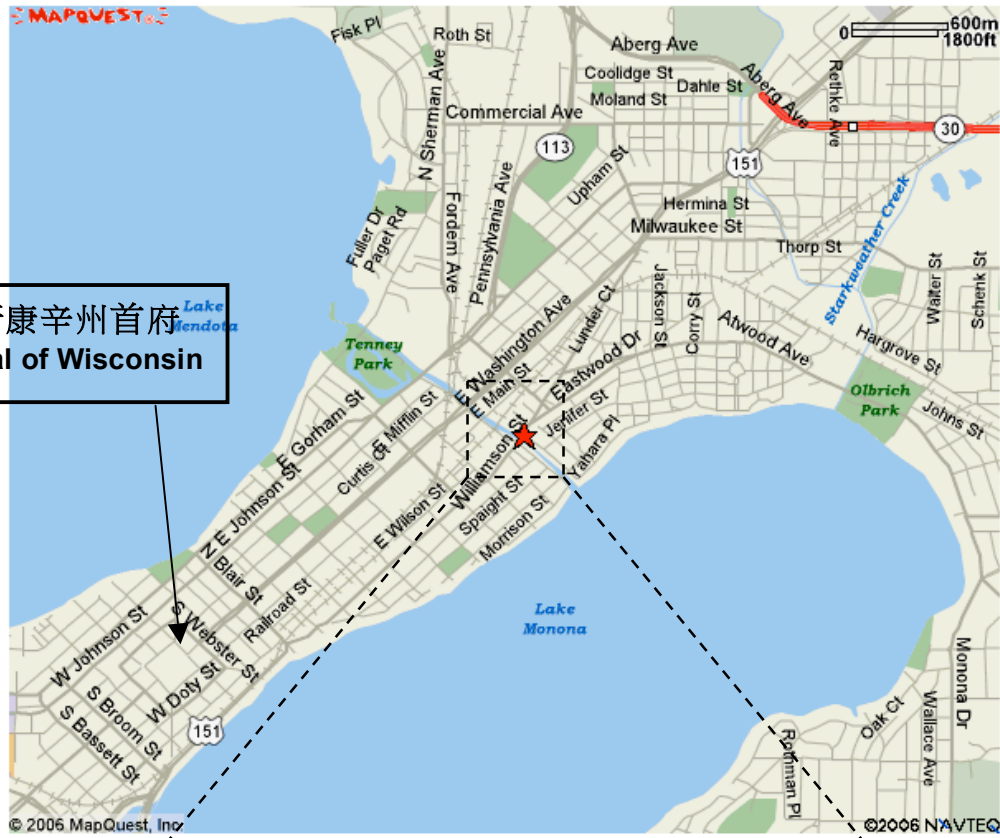 MAPQUEST
600m
0
1800ft
Fisk Pl
Roth St
Aberg Ave
Coolidge St
Dahle St
Moland St
Aberg Ave
Rethke Ave
N Sherman Ave
Commercial Ave
30
113
151
Upham St
Pennsylvania Ave
Fordem Ave
Hermina St
Milwaukee St
Thorp St
Starkweather Creek
Fuller Dr
Paget Rd
Walter St
Schenk St
康辛州首府
of Wisconsin
Lake
Mendota
Tenney
Park
E Washington Ave
E Main St
Lunder Ct
Jackson St
Corry St
Eastwood Dr
Atwood Ave
Hargrove St
Olbrich
Park
Johns St
Jenifer St
Yahara Pl
Williamson St
E Gorham St
E Mifflin St
Curtis Ct
E Johnson St
N E Johnson St
E Wilson St
Spaight St
Morrison St
N Blair St
Railroad St
S Webster St
W Johnson St
W Doty St
S Broom St
S Bassett St
151
Lake
Monona
Monona Dr
Oak Ct
Wallace Ave
Rothman Pl
© 2006 MapQuest, Inc
©2006 NAVTEQ